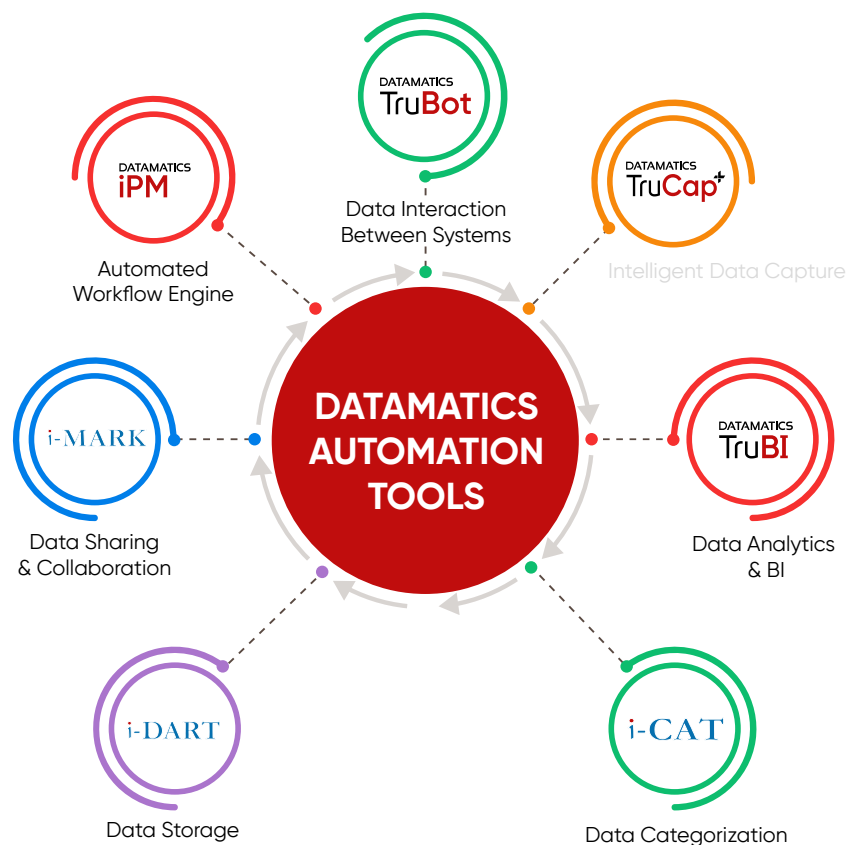 DATAMATICS
TruBot
Data Interaction
Between Systems
DATAMATICS
iPM
Automated
Workflow Engine
DATAMATICS
TruCap+
Intelligent Data Capture
i-MARK
Data Sharing
& Collaboration
DATAMATICS
AUTOMATION
TOOLS
DATAMATICS
TruBI
Data Analytics
& BI
i-DART
Data Storage
i-CAT
Data Categorization